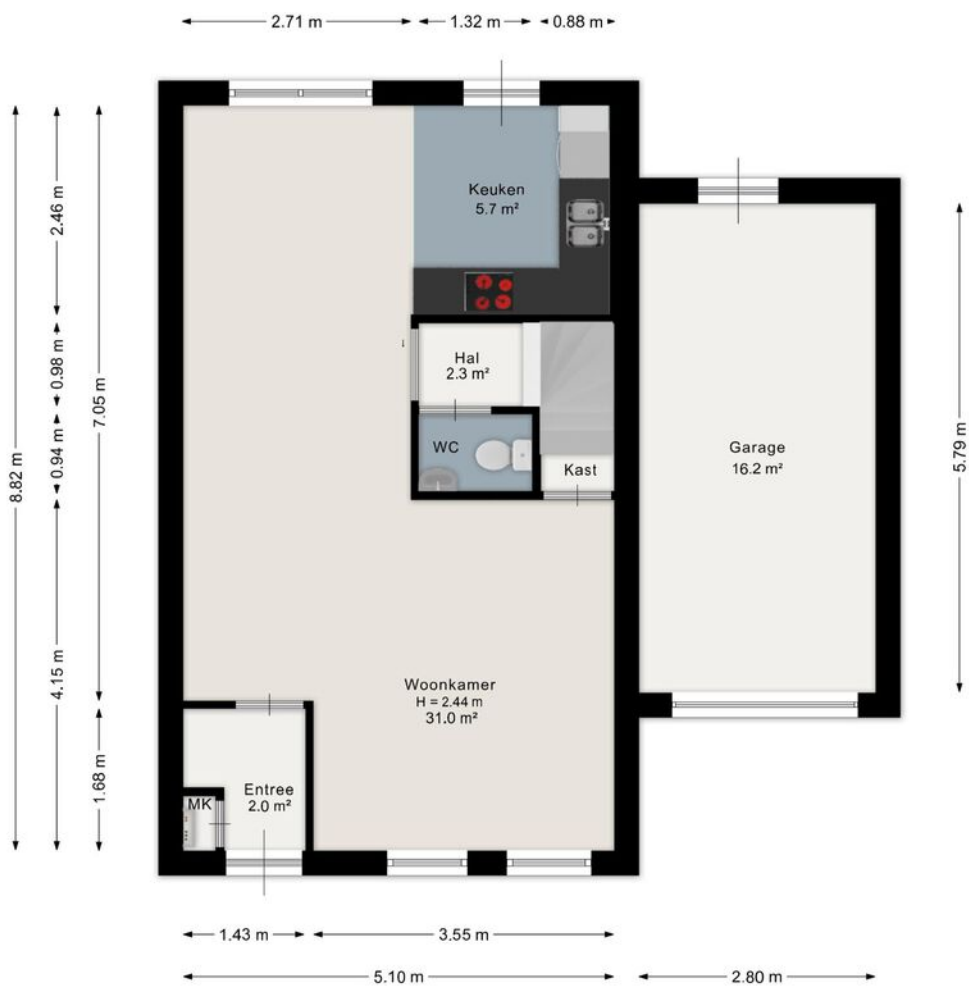 2.71 m
1.32 m
0.88 m
8.82 m
2.46 m
0.98 m
0.94 m
4.15 m
7.05 m
1.68 m
Keuken
5.7 m²
Hal
2.3 m²
WC
Kast
Garage
16.2 m²
5.79 m
Woonkamer
H = 2.44 m
31.0 m²
Entree
2.0 m²
MK
1.43 m
3.55 m
5.10 m
2.80 m